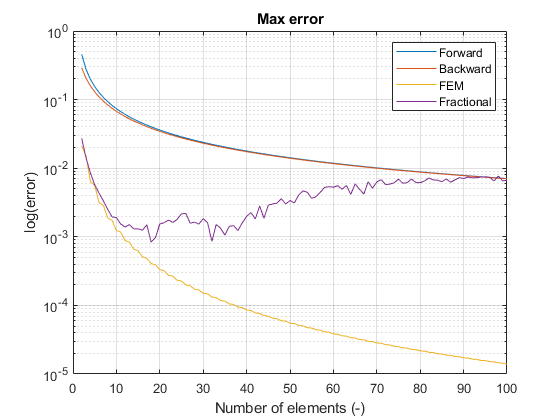 Max error
Forward
Backward
FEM
Fractional
log(error)
10^0
10^-1
10^-2
10^-3
10^-4
10^-5
0 10 20 30 40 50 60 70 80 90 100
Number of elements (-)